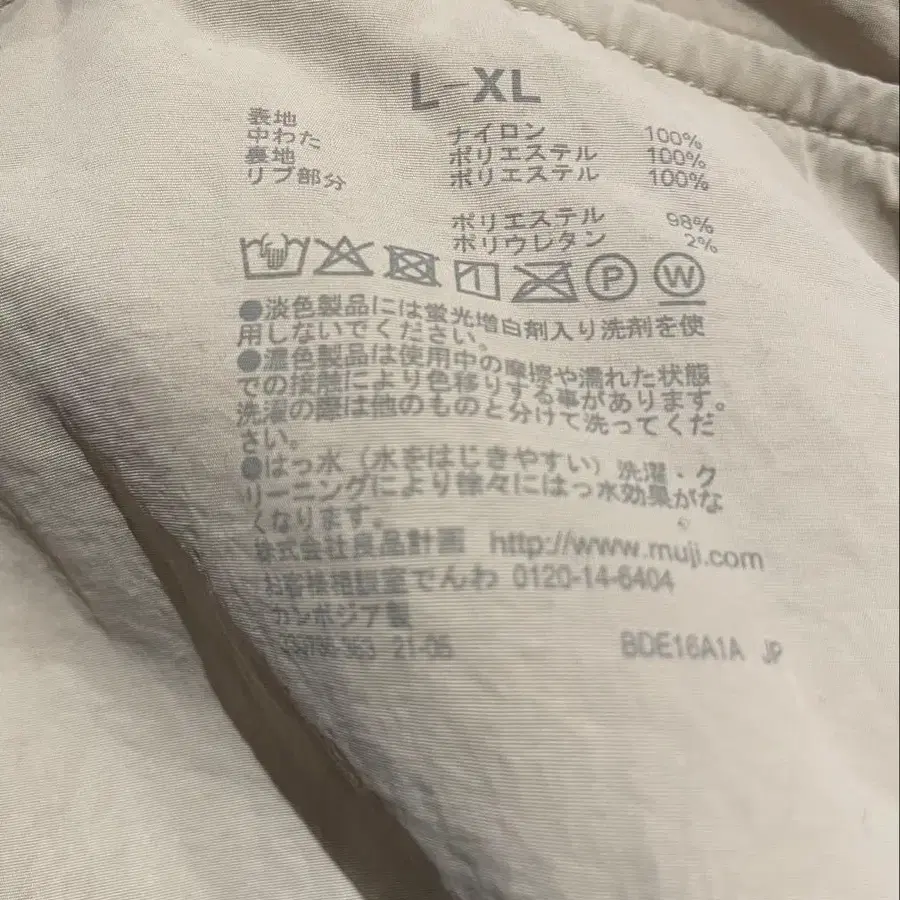 L-XL
表地 ナイロン 100%
中わた ポリエステル 100%
裏地 ポリエステル 100%
リブ部分
ポリエステル 98%
ポリウレタン 2%
P W
●淡色製品には蛍光増白剤入り洗剤を使
用しないでください。
●濃色製品は使用中の摩擦や濡れた状態
での接触により色移りする事があります。
洗濯の際は他のものと分けて洗ってくだ
さい。
●はっ水（水をはじきやすい）洗濯・ク
リーニングにより徐々にはっ水効果がな
くなります。
株式会社良品計画 http://www.muji.com
お客様相談室でんわ 0120-14-6404
カンボジア製
21-05 BDE16A1A JP